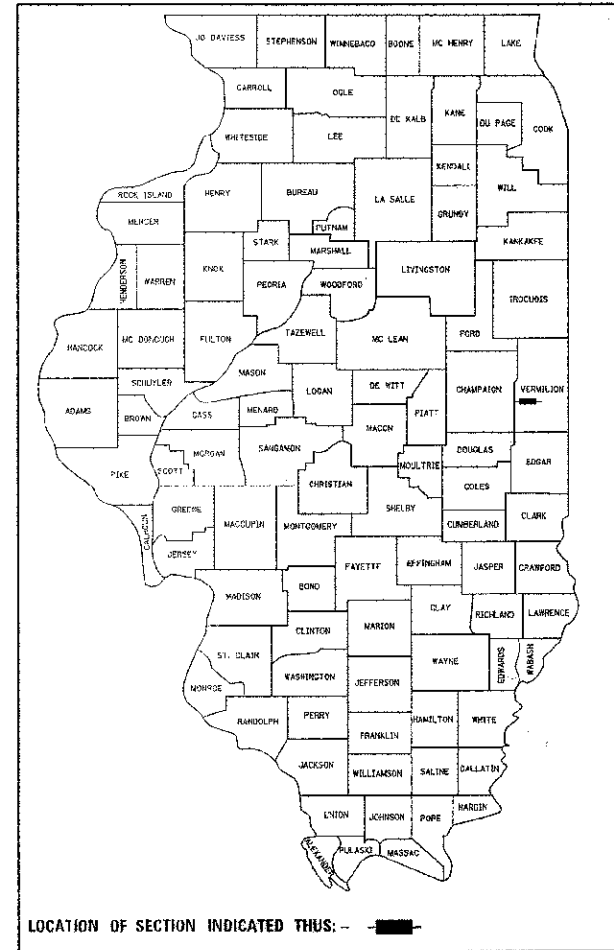 JO DAVIESS STEPHENSON WINNEBAGO BOONE MC HENRY LAKE
CARROLL OGLE DE KALB KANE DU PAGE COOK
WHITESIDE LEE KENDALL WILL
ROCK ISLAND HENRY BUREAU LA SALLE GRUNDY
MERCER PUTNAM KANKAKEE
STARK MARSHALL
HENDERSON WARREN KNOX PEORIA WOODFORD LIVINGSTON IROQUOIS
HANCOCK MC DONOUGH FULTON TAZEWELL MC LEAN FORD
MASON
SCHUYLER LOGAN DE WITT CHAMPAIGN VERMILION
ADAMS BROWN CASS MENARD PIATT
MACON
MORGAN SANGAMON DOUGLAS EDGAR
PIKE SCOTT CHRISTIAN MOULTRIE COLES
GREENE MACOUPIN MONTGOMERY SHELBY CUMBERLAND CLARK
CALHOUN JERSEY
FAYETTE EFFINGHAM JASPER CRAWFORD
MADISON BOND CLAY RICHLAND LAWRENCE
CLINTON MARION
ST. CLAIR WAYNE EDWARDS WABASH
WASHINGTON JEFFERSON
MONROE
RANDOLPH PERRY HAMILTON WHITE
FRANKLIN
JACKSON WILLIAMSON SALINE GALLATIN
UNION JOHNSON POPE HARDIN
ALEXANDER PULASKI MASSAC
LOCATION OF SECTION INDICATED THUS: -